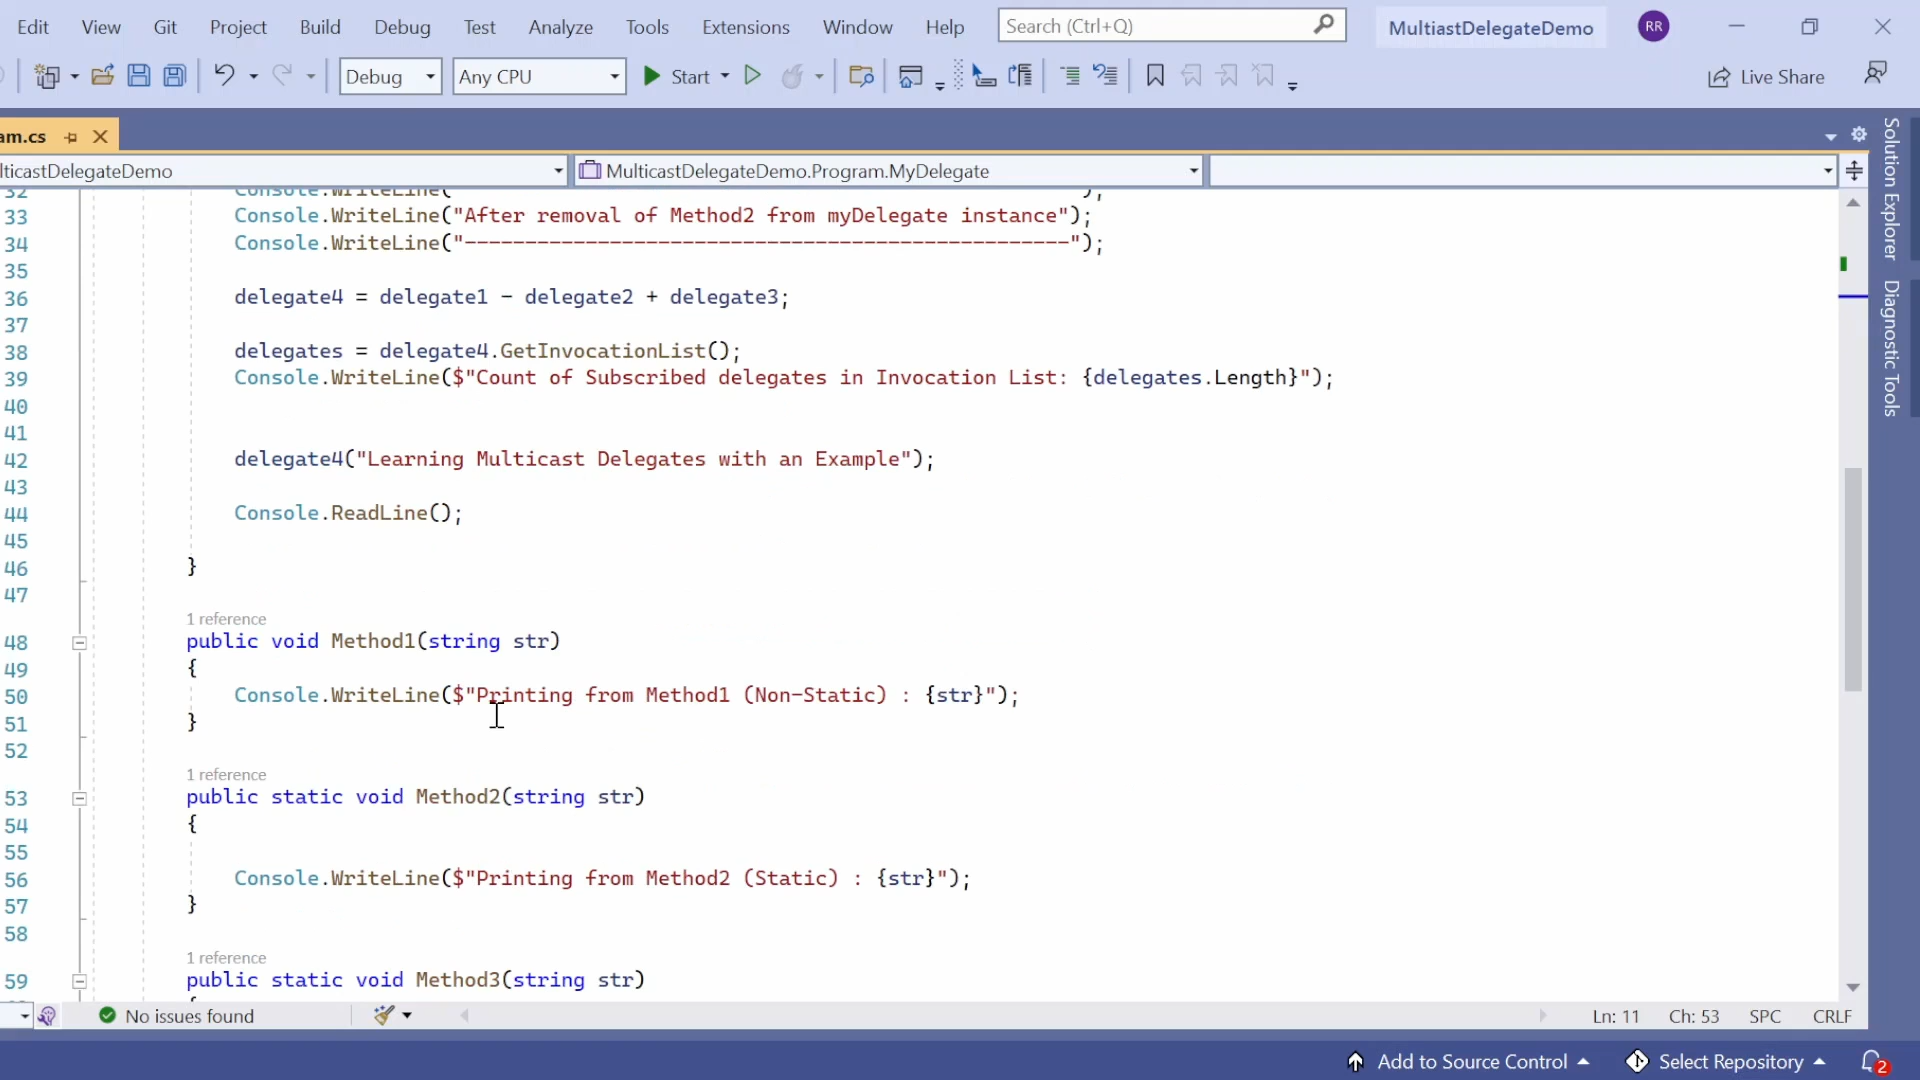 Edit View Git Project Build Debug Test Analyze Tools Extensions Window Help Search (Ctrl+Q) MultiastDelegateDemo RR
Debug Any CPU Start Live Share
am.cs
lticastDelegateDemo MulticastDelegateDemo.Program.MyDelegate
Solution Explorer
Diagnostic Tools
32 Console.WriteLine(
33 Console.WriteLine("After removal of Method2 from myDelegate instance");
34 Console.WriteLine("--------------------------------------------------");
35
36 delegate4 = delegate1 - delegate2 + delegate3;
37
38 delegates = delegate4.GetInvocationList();
39 Console.WriteLine($"Count of Subscribed delegates in Invocation List: {delegates.Length}");
40
41
42 delegate4("Learning Multicast Delegates with an Example");
43
44 Console.ReadLine();
45
46 }
47
1 reference
48 public void Method1(string str)
49 {
50 Console.WriteLine($"Printing from Method1 (Non-Static) : {str}");
51 }
52
1 reference
53 public static void Method2(string str)
54 {
55
56 Console.WriteLine($"Printing from Method2 (Static) : {str}");
57 }
58
1 reference
59 public static void Method3(string str)
No issues found Ln: 11 Ch: 53 SPC CRLF
Add to Source Control Select Repository 2